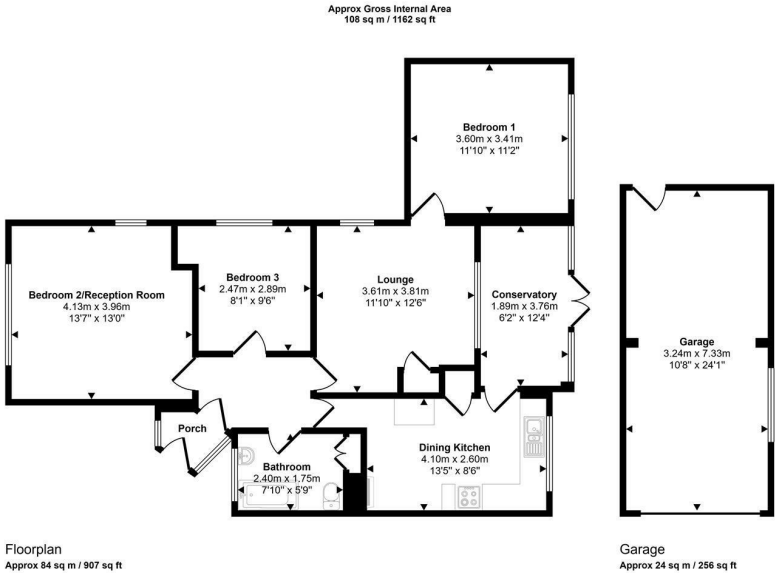 Approx Gross Internal Area
108 sq m / 1162 sq ft
Bedroom 1
3.60m x 3.41m
11'10" x 11'2"
Bedroom 2/Reception Room
4.13m x 3.96m
13'7" x 13'0"
Bedroom 3
2.47m x 2.89m
8'1" x 9'6"
Lounge
3.61m x 3.81m
11'10" x 12'6"
Conservatory
1.89m x 3.76m
6'2" x 12'4"
Garage
3.24m x 7.33m
10'8" x 24'1"
Porch
Bathroom
2.40m x 1.75m
7'10" x 5'9"
Dining Kitchen
4.10m x 2.60m
13'5" x 8'6"
Floorplan
Approx 84 sq m / 907 sq ft
Garage
Approx 24 sq m / 256 sq ft